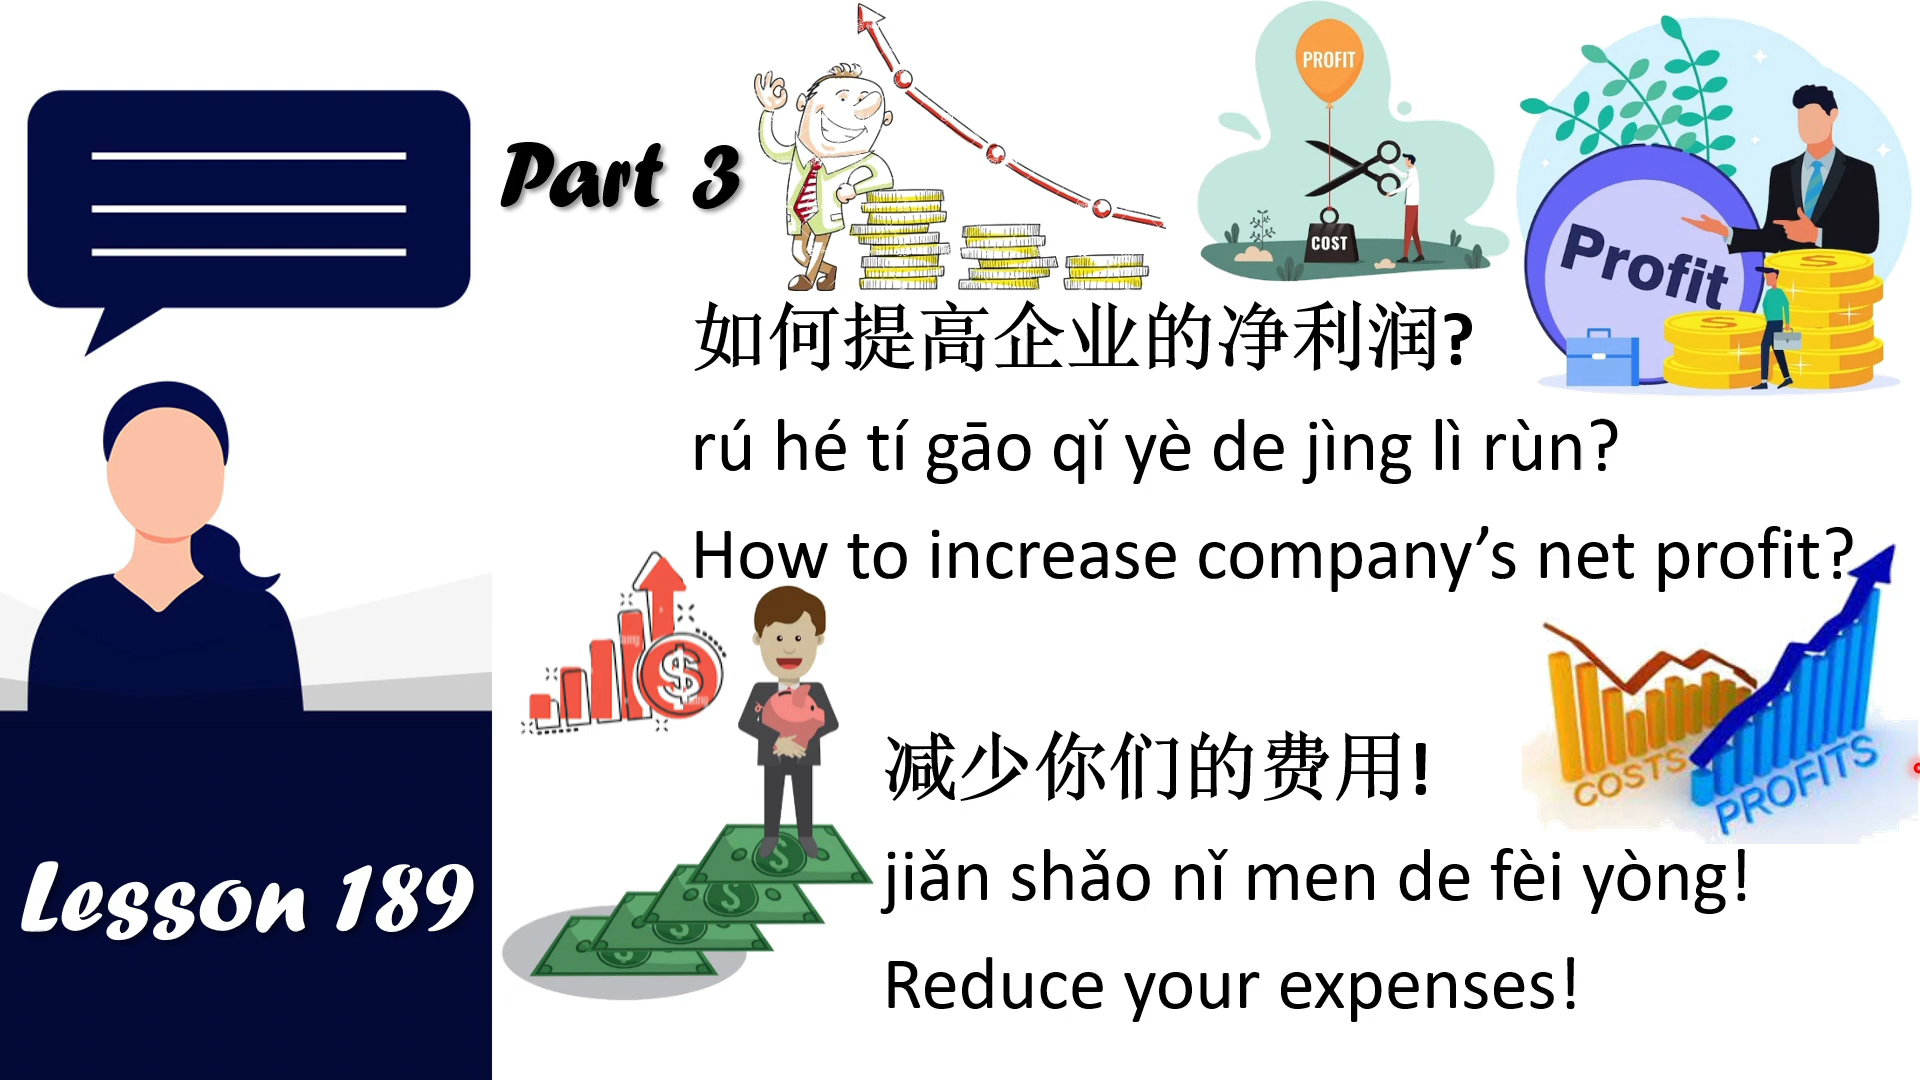 Part 3
PROFIT
COST
Profit
如何提高企业的净利润?
rú hé tí gāo qǐ yè de jìng lì rùn?
How to increase company’s net profit?
减少你们的费用!
jiǎn shǎo nǐ men de fèi yòng!
Reduce your expenses!
COSTS
PROFITS
Lesson 189